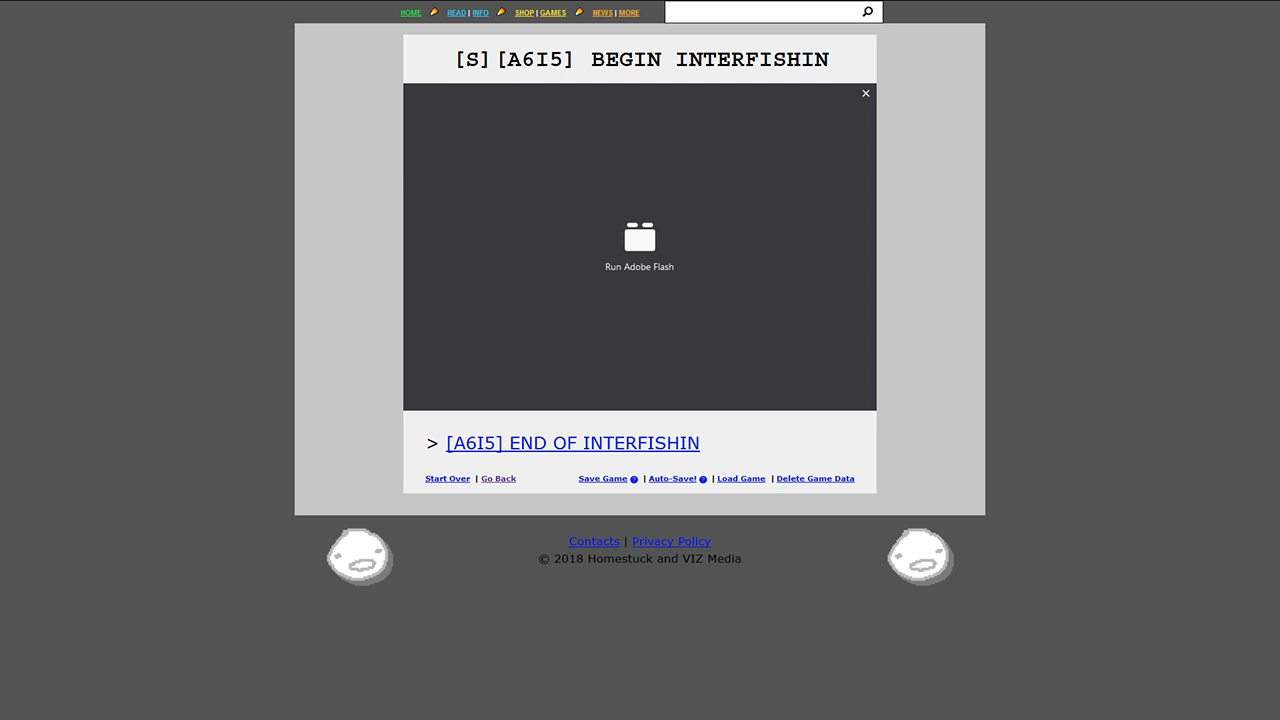 HOME READ | INFO SHOP | GAMES NEWS | MORE
[S][A6I5] BEGIN INTERFISHIN
Run Adobe Flash
> [A6I5] END OF INTERFISHIN
Start Over | Go Back Save Game ? | Auto-Save! ? | Load Game | Delete Game Data
Contacts | Privacy Policy
© 2018 Homestuck and VIZ Media